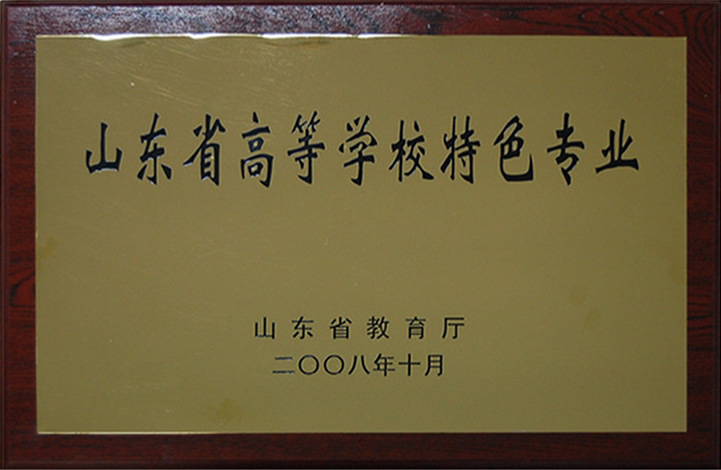 山东省高等学校特色专业
山东省教育厅
二〇〇八年十月